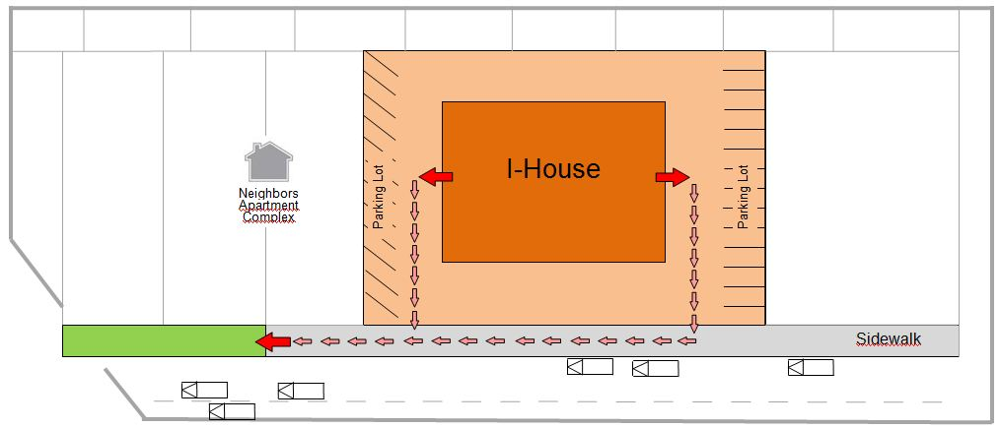 I-House
Parking Lot
Parking Lot
Neighbors
Apartment
Complex
Sidewalk